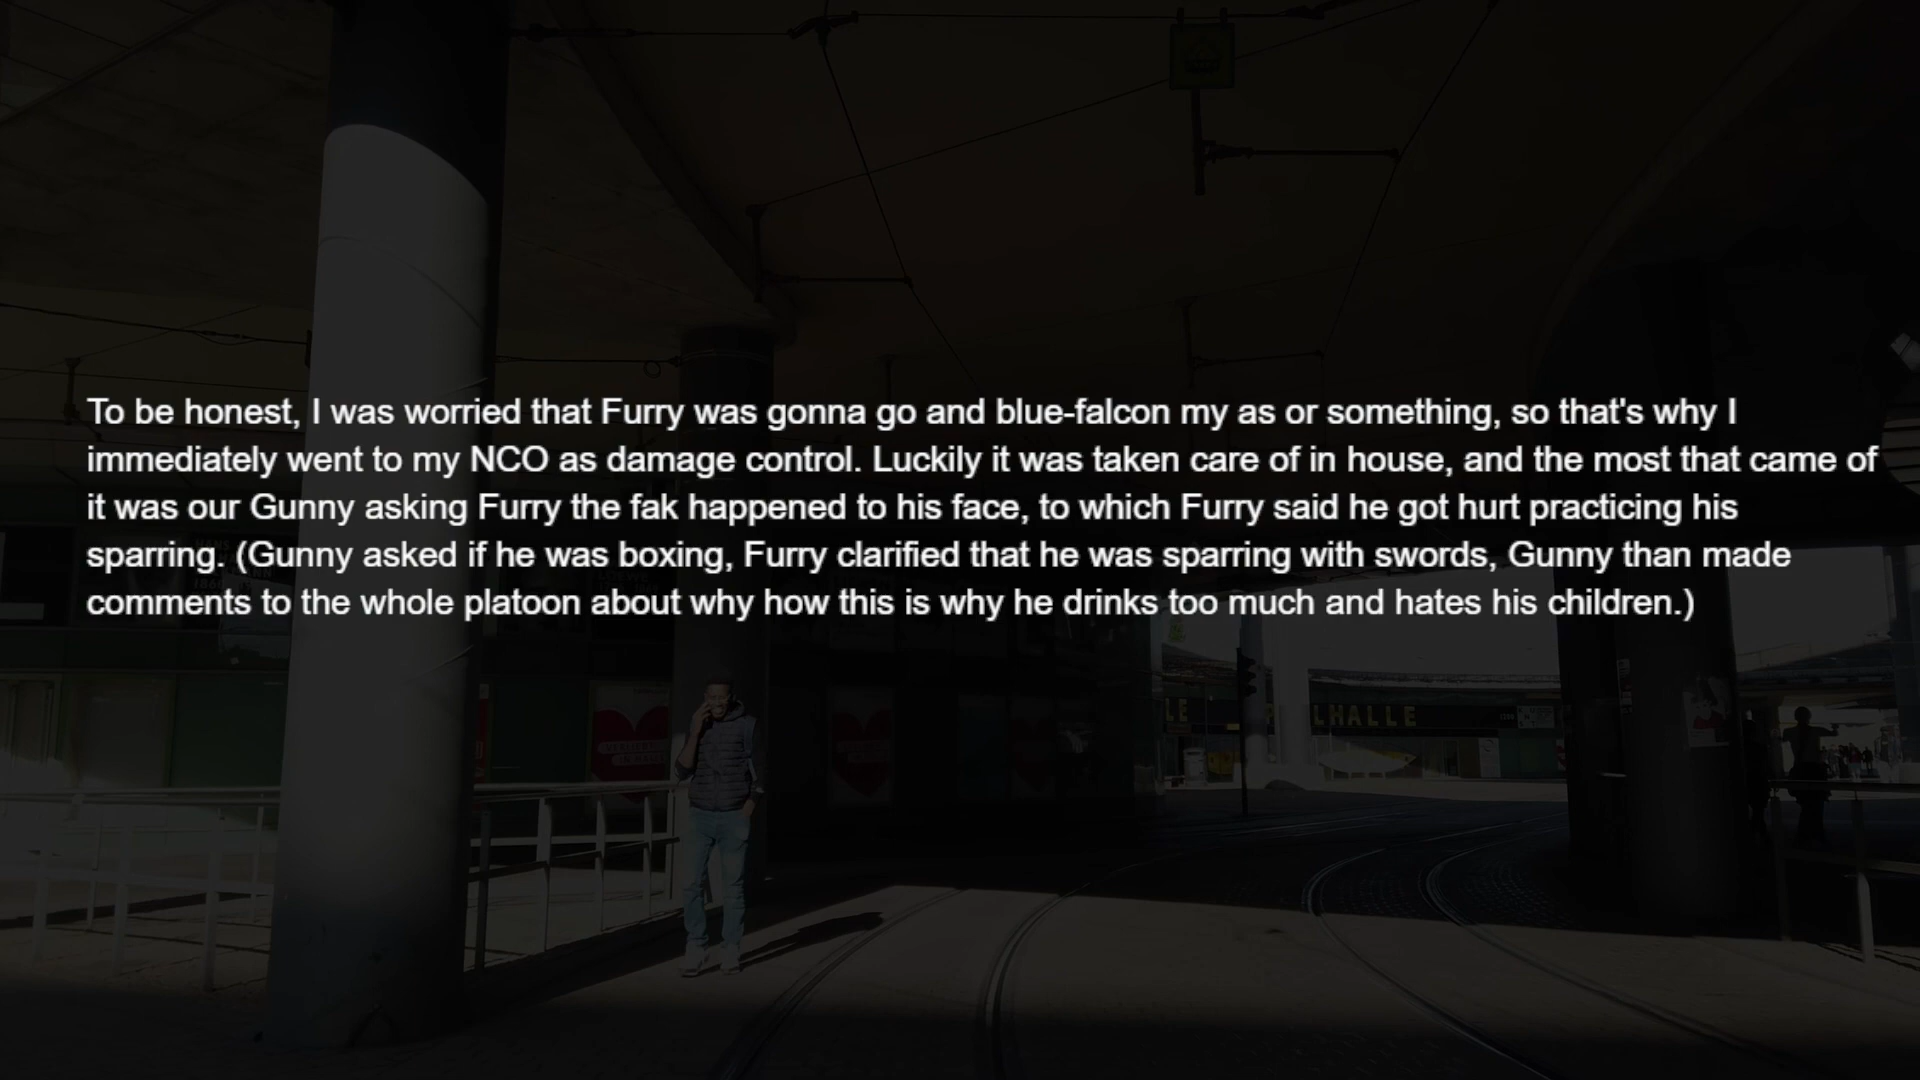 To be honest, I was worried that Furry was gonna go and blue-falcon my as or something, so that's why I
immediately went to my NCO as damage control. Luckily it was taken care of in house, and the most that came of
it was our Gunny asking Furry the fak happened to his face, to which Furry said he got hurt practicing his
sparring. (Gunny asked if he was boxing, Furry clarified that he was sparring with swords, Gunny than made
comments to the whole platoon about why how this is why he drinks too much and hates his children.)
LHALLE